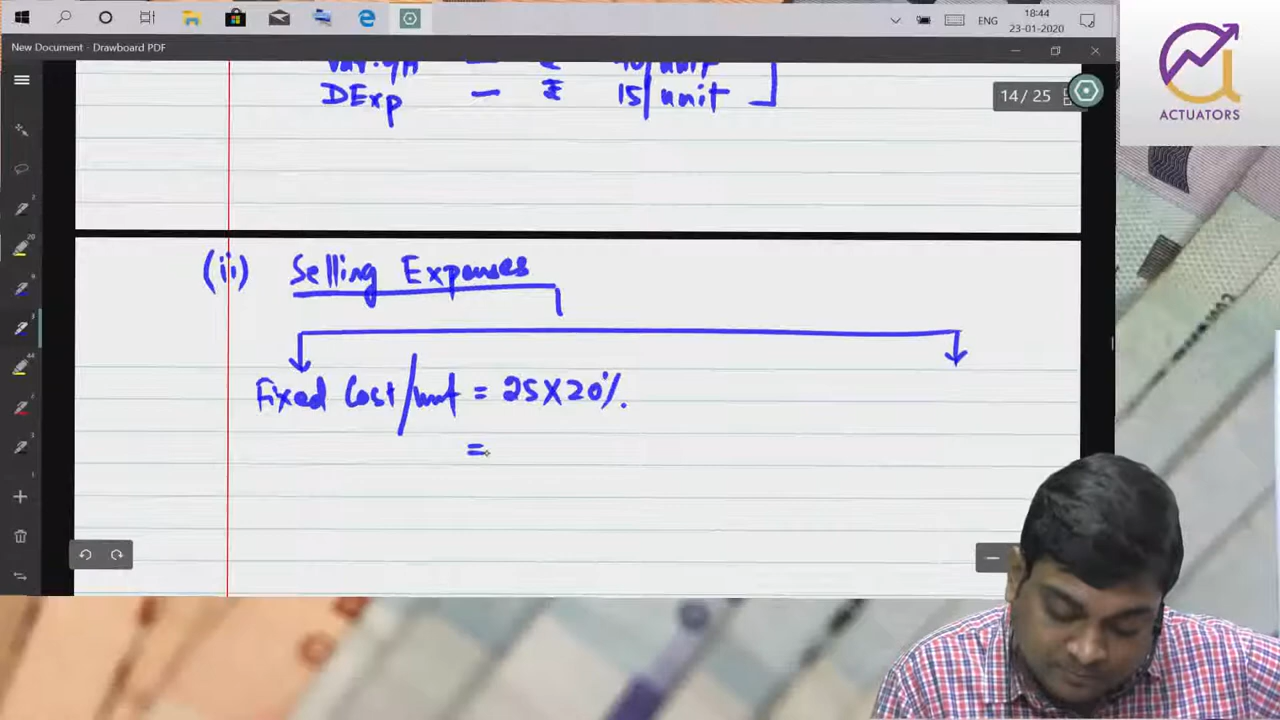 18:44
ENG
23-01-2020
New Document - Drawboard PDF
ACTUATORS
/unit
DExp — ₹ 15/unit
14 / 25
(ii) Selling Expenses
Fixed Cost/unit = 25 X 20%.
=